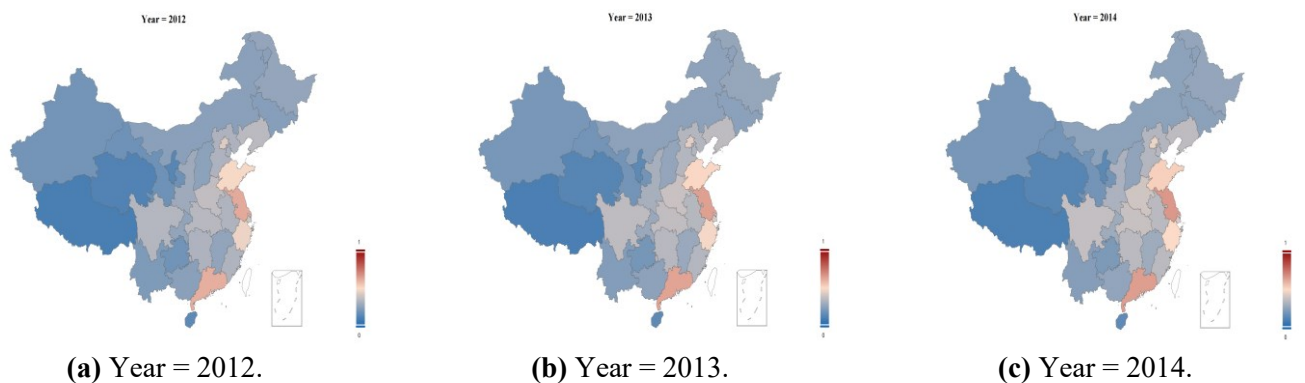 Year = 2012
Year = 2013
Year = 2014
1
0
1
0
1
0
(a) Year = 2012.
(b) Year = 2013.
(c) Year = 2014.